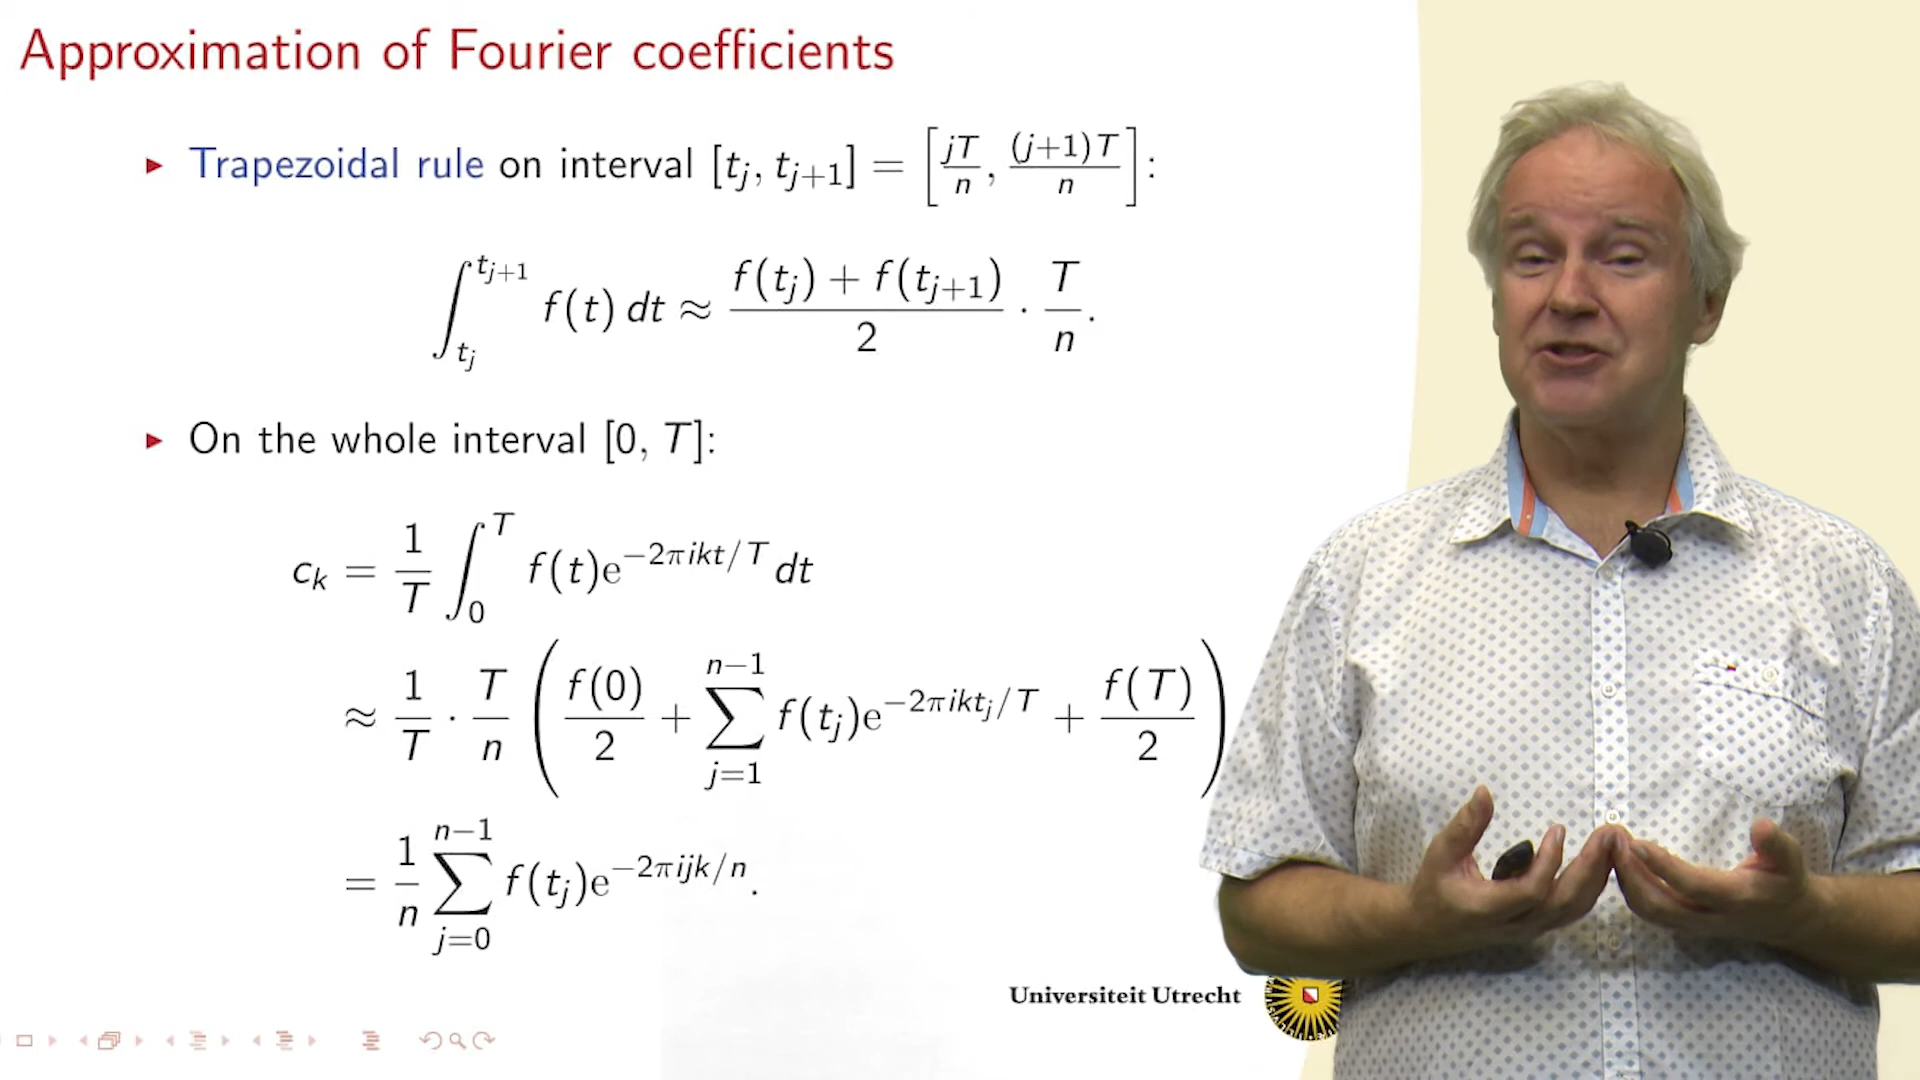 Approximation of Fourier coefficients
▶ Trapezoidal rule on interval [t_j, t_{j+1}] = [jT/n, (j+1)T/n]:
∫_{t_j}^{t_{j+1}} f(t) dt ≈ (f(t_j) + f(t_{j+1}))/2 · T/n.
▶ On the whole interval [0, T]:
c_k = 1/T ∫_0^T f(t)e^{−2πikt/T} dt
≈ 1/T · T/n ( f(0)/2 + ∑_{j=1}^{n−1} f(t_j)e^{−2πikt_j/T} + f(T)/2 )
= 1/n ∑_{j=0}^{n−1} f(t_j)e^{−2πijk/n}.
Universiteit Utrecht